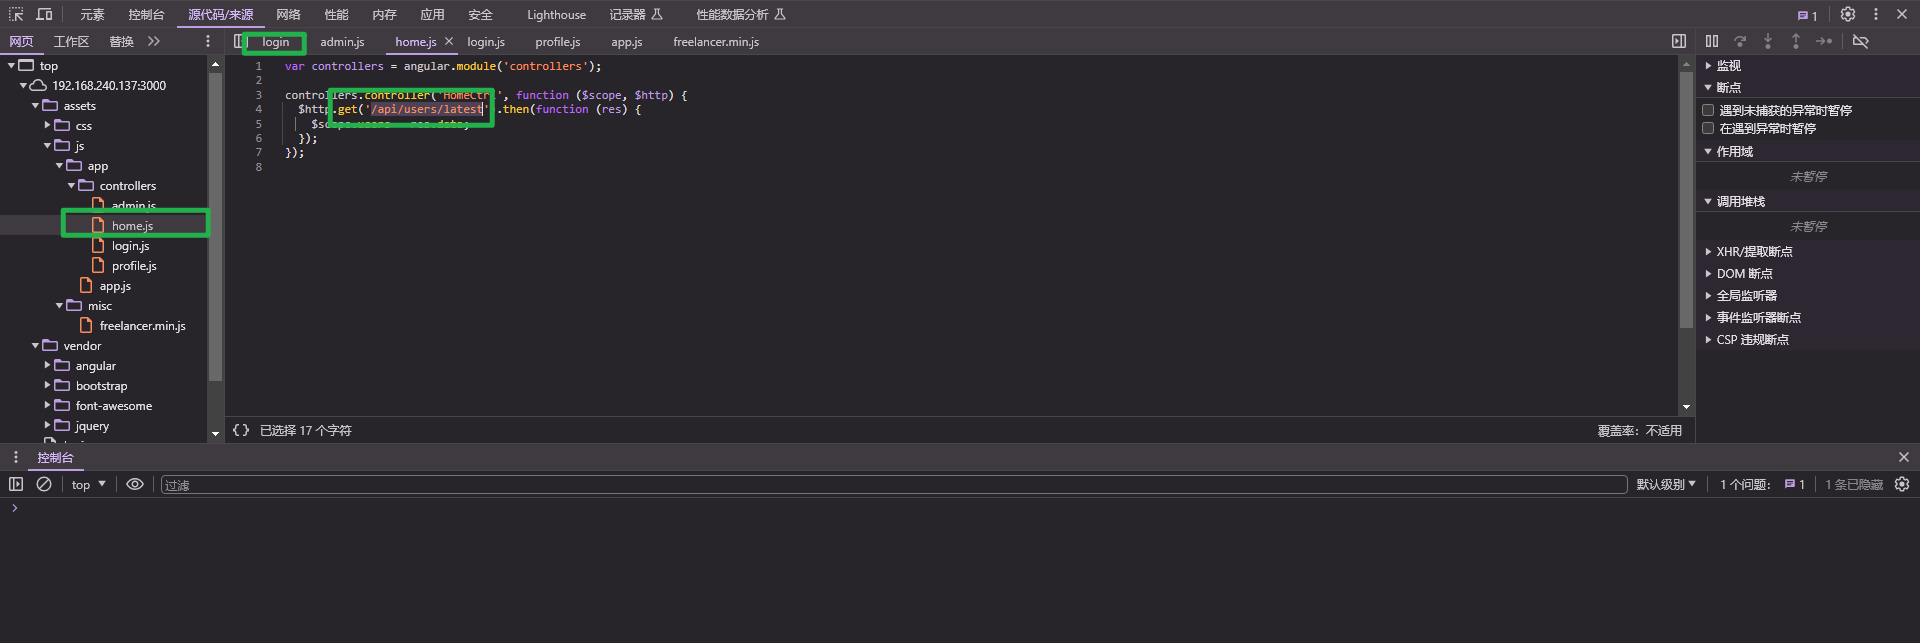 元素 控制台 源代码/来源 网络 性能 内存 应用 安全 Lighthouse 记录器 性能数据分析 1
网页 工作区 替换 login admin.js home.js login.js profile.js app.js freelancer.min.js
top
192.168.240.137:3000
assets
css
js
app
controllers
admin.js
home.js
login.js
profile.js
app.js
misc
freelancer.min.js
vendor
angular
bootstrap
font-awesome
jquery
1 var controllers = angular.module('controllers');
2
3 controllers.controller('HomeCtrl', function ($scope, $http) {
4 $http.get('/api/users/latest').then(function (res) {
5 $scope.users = res.data;
6 });
7 });
8
已选择 17 个字符 覆盖率：不适用
监视
断点
遇到未捕获的异常时暂停
在遇到异常时暂停
作用域
未暂停
调用堆栈
未暂停
XHR/提取断点
DOM 断点
全局监听器
事件监听器断点
CSP 违规断点
控制台
top 过滤 默认级别 1 个问题： 1 1 条已隐藏